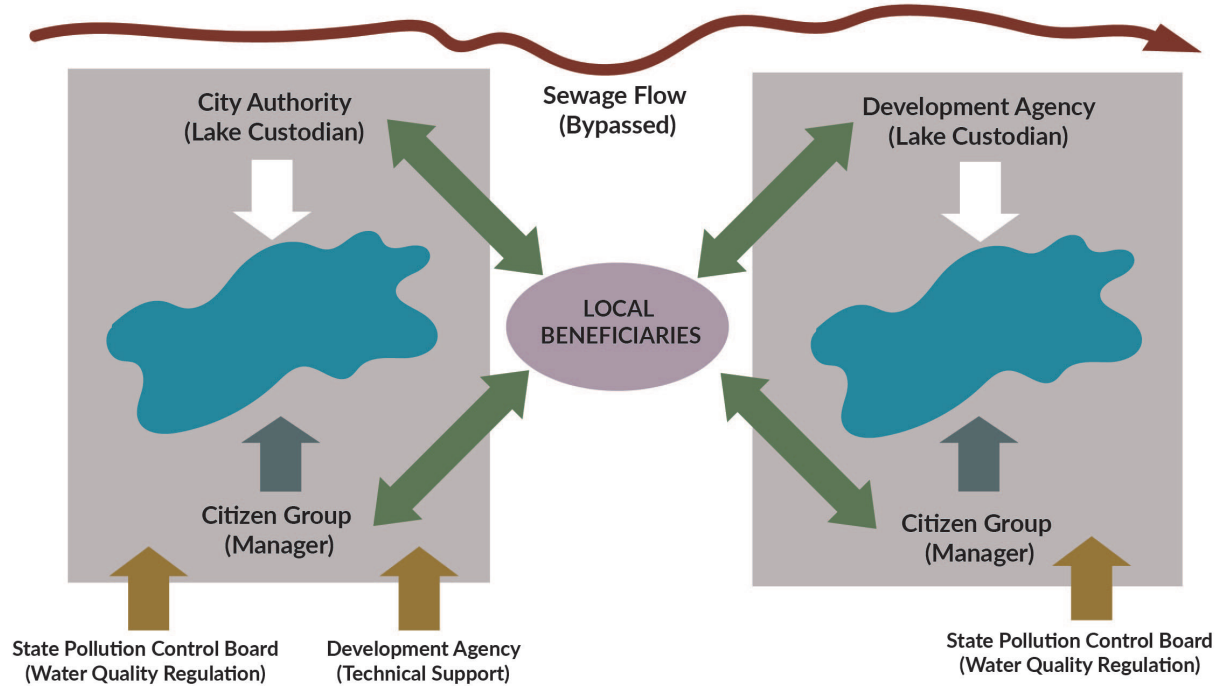 City Authority
(Lake Custodian)
Sewage Flow
(Bypassed)
Development Agency
(Lake Custodian)
LOCAL
BENEFICIARIES
Citizen Group
(Manager)
Citizen Group
(Manager)
State Pollution Control Board
(Water Quality Regulation)
Development Agency
(Technical Support)
State Pollution Control Board
(Water Quality Regulation)